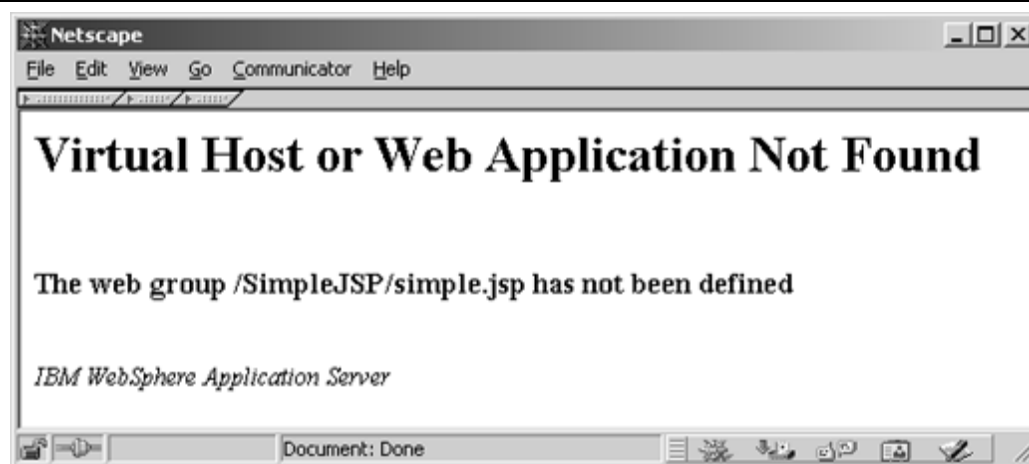 Netscape
File Edit View Go Communicator Help
Virtual Host or Web Application Not Found
The web group /SimpleJSP/simple.jsp has not been defined
IBM WebSphere Application Server
Document: Done